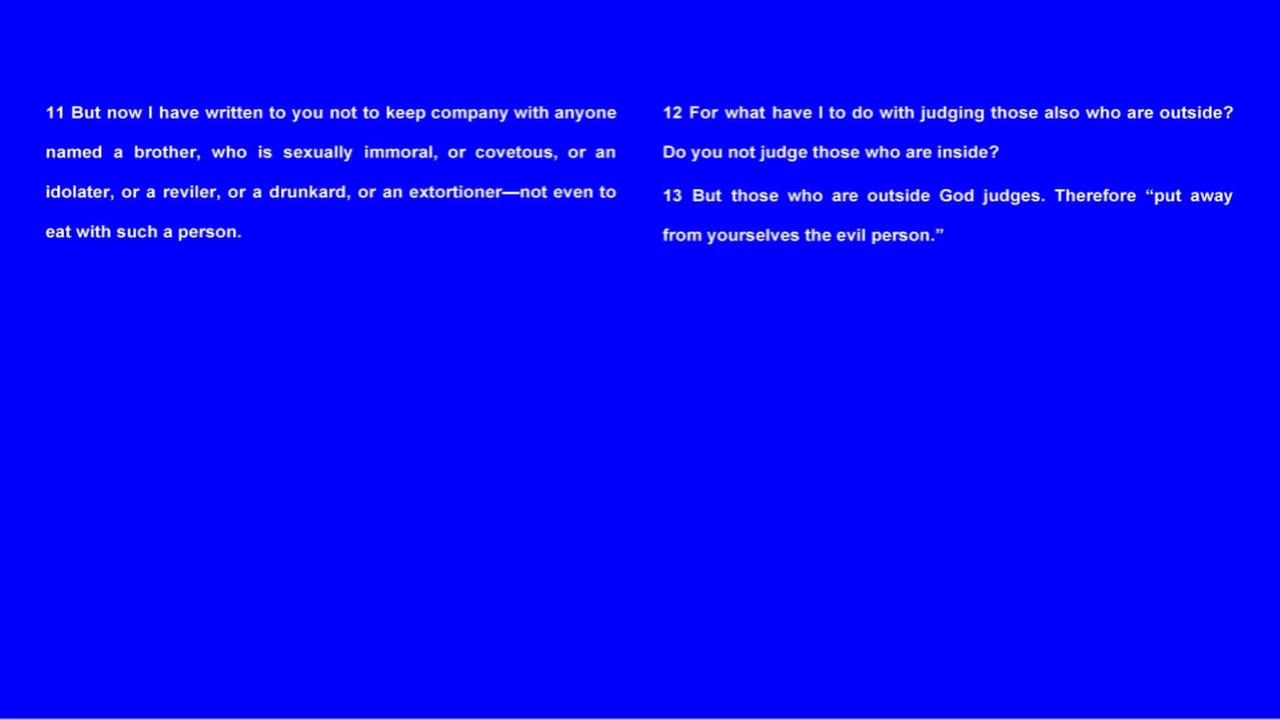 11 But now I have written to you not to keep company with anyone
named a brother, who is sexually immoral, or covetous, or an
idolater, or a reviler, or a drunkard, or an extortioner—not even to
eat with such a person.
12 For what have I to do with judging those also who are outside?
Do you not judge those who are inside?
13 But those who are outside God judges. Therefore “put away
from yourselves the evil person.”